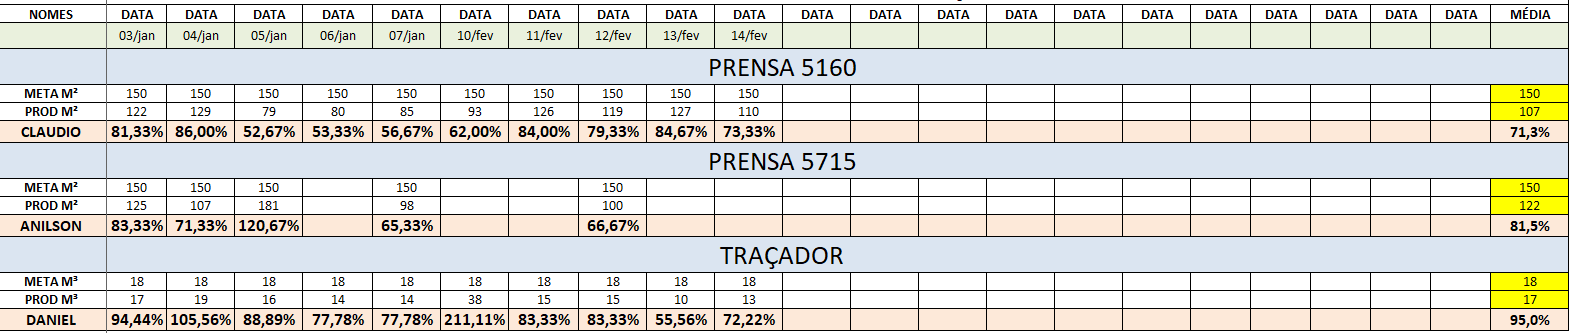 NOMES DATA DATA DATA DATA DATA DATA DATA DATA DATA DATA DATA DATA DATA DATA DATA DATA DATA DATA DATA DATA MÉDIA
03/jan 04/jan 05/jan 06/jan 07/jan 10/fev 11/fev 12/fev 13/fev 14/fev
PRENSA 5160
META M² 150 150 150 150 150 150 150 150 150 150 150
PROD M² 122 129 79 80 85 93 126 119 127 110 107
CLAUDIO 81,33% 86,00% 52,67% 53,33% 56,67% 62,00% 84,00% 79,33% 84,67% 73,33% 71,3%
PRENSA 5715
META M² 150 150 150 150 150 150
PROD M² 125 107 181 98 100 122
ANILSON 83,33% 71,33% 120,67% 65,33% 66,67% 81,5%
TRAÇADOR
META M³ 18 18 18 18 18 18 18 18 18 18 18
PROD M³ 17 19 16 14 14 38 15 15 10 13 17
DANIEL 94,44% 105,56% 88,89% 77,78% 77,78% 211,11% 83,33% 83,33% 55,56% 72,22% 95,0%